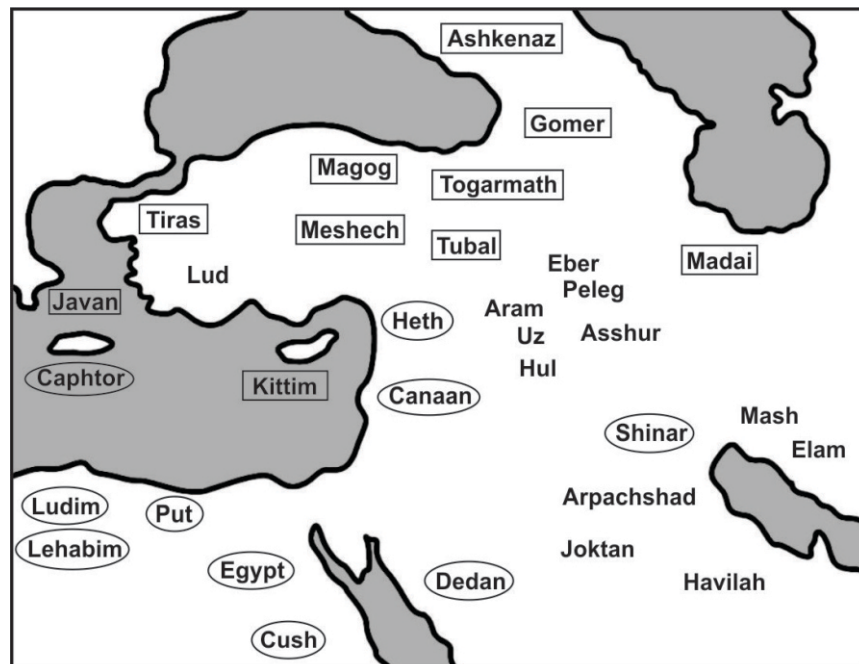 Ashkenaz
Gomer
Magog
Togarmath
Tiras
Meshech
Tubal
Madai
Eber
Lud
Peleg
Javan
Aram
Heth
Uz
Asshur
Caphtor
Kittim
Hul
Canaan
Mash
Shinar
Elam
Ludim
Put
Arpachshad
Lehabim
Joktan
Egypt
Dedan
Havilah
Cush